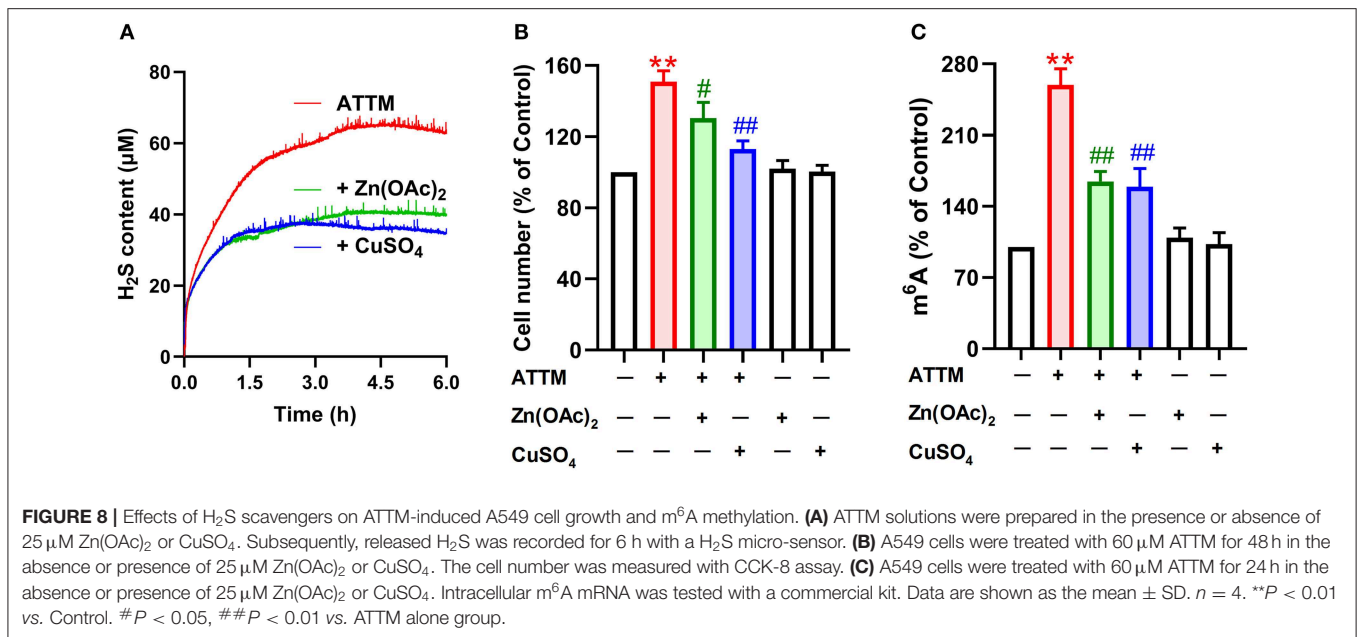 A
H₂S content (μM)
80
60
40
20
0
ATTM
+ Zn(OAc)₂
+ CuSO₄
0.0 1.5 3.0 4.5 6.0
Time (h)
B
Cell number (% of Control)
160
120
80
40
0
**
#
##
ATTM — + + + — —
Zn(OAc)₂ — — + — + —
CuSO₄ — — — + — +
C
m⁶A (% of Control)
280
210
140
70
0
**
##
##
ATTM — + + + — —
Zn(OAc)₂ — — + — + —
CuSO₄ — — — + — +
FIGURE 8 | Effects of H₂S scavengers on ATTM-induced A549 cell growth and m⁶A methylation. (A) ATTM solutions were prepared in the presence or absence of
25 μM Zn(OAc)₂ or CuSO₄. Subsequently, released H₂S was recorded for 6 h with a H₂S micro-sensor. (B) A549 cells were treated with 60 μM ATTM for 48 h in the
absence or presence of 25 μM Zn(OAc)₂ or CuSO₄. The cell number was measured with CCK-8 assay. (C) A549 cells were treated with 60 μM ATTM for 24 h in the
absence or presence of 25 μM Zn(OAc)₂ or CuSO₄. Intracellular m⁶A mRNA was tested with a commercial kit. Data are shown as the mean ± SD. n = 4. **P < 0.01
vs. Control. #P < 0.05, ##P < 0.01 vs. ATTM alone group.